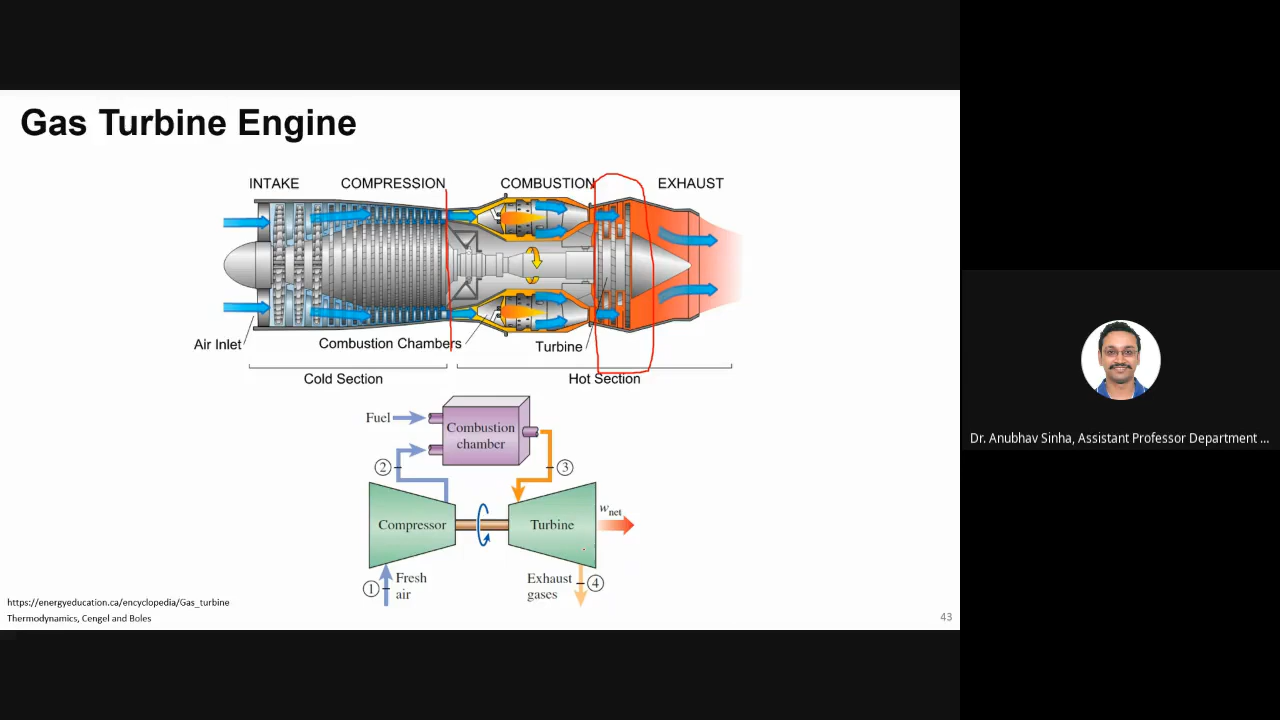 Gas Turbine Engine
INTAKE COMPRESSION COMBUSTION EXHAUST
Air Inlet
Combustion Chambers
Turbine
Cold Section
Hot Section
Fuel
Combustion
chamber
2
3
Compressor
Turbine
wnet
1
Fresh
air
Exhaust
gases
4
https://energyeducation.ca/encyclopedia/Gas_turbine
Thermodynamics, Cengel and Boles
43
Dr. Anubhav Sinha, Assistant Professor Department ...